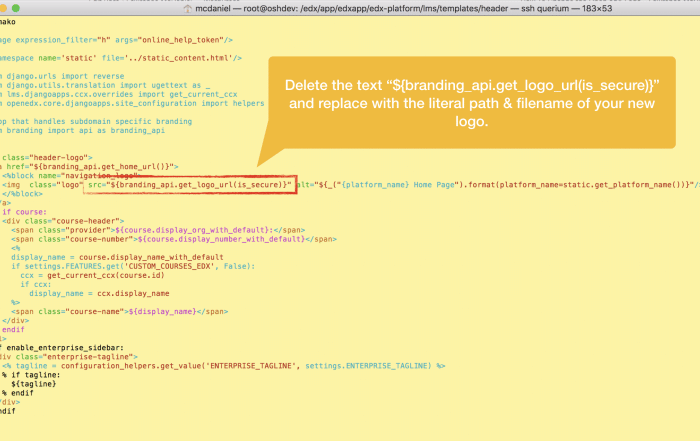 mcdaniel — root@oshdev: /edx/app/edxapp/edx-platform/lms/templates/header — ssh querium — 183×53
mako
age expression_filter="h" args="online_help_token"/>
amespace name='static' file='../static_content.html'/>
m django.urls import reverse
m django.utils.translation import ugettext as _
m lms.djangoapps.ccx.overrides import get_current_ccx
m openedx.core.djangoapps.site_configuration import helpers
Delete the text “${branding_api.get_logo_url(is_secure)}”
and replace with the literal path & filename of your new
logo.
pp that handles subdomain specific branding
m branding import api as branding_api
class="header-logo">
a href="${branding_api.get_home_url()}">
<%block name="navigation_logo">
<img class="logo" src="${branding_api.get_logo_url(is_secure)}" alt="${_("{platform_name} Home Page").format(platform_name=static.get_platform_name())}"/>
</%block>
/a>
if course:
<div class="course-header">
<span class="provider">${course.display_org_with_default}:</span>
<span class="course-number">${course.display_number_with_default}</span>
<%
display_name = course.display_name_with_default
if settings.FEATURES.get('CUSTOM_COURSES_EDX', False):
ccx = get_current_ccx(course.id)
if ccx:
display_name = ccx.display_name
%>
<span class="course-name">${display_name}</span>
</div>
endif
>
f enable_enterprise_sidebar:
div class="enterprise-tagline">
<% tagline = configuration_helpers.get_value('ENTERPRISE_TAGLINE', settings.ENTERPRISE_TAGLINE) %>
% if tagline:
${tagline}
% endif
/div>
ndif